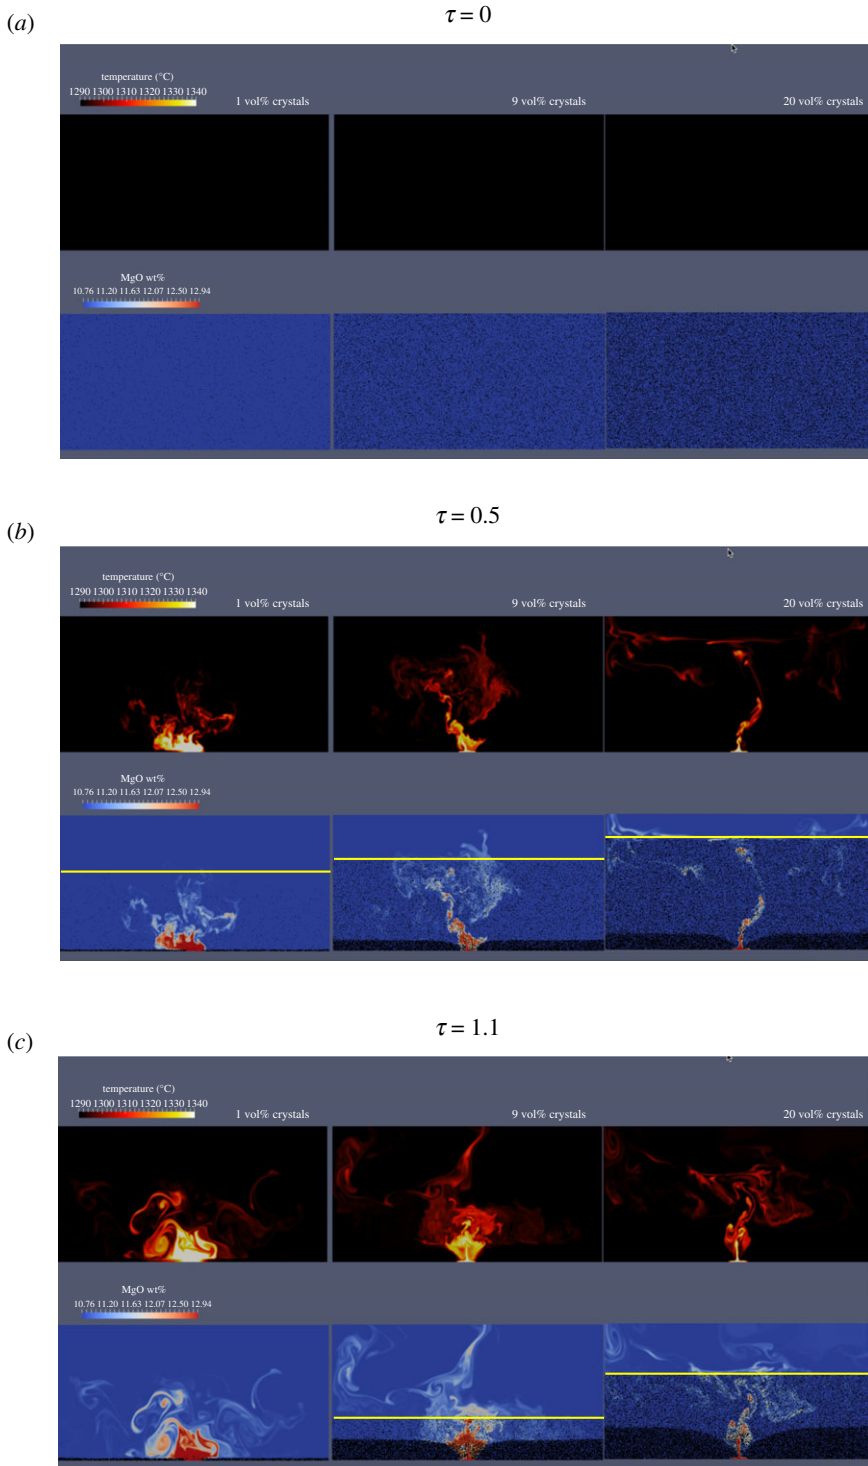 (a)
τ = 0
temperature (°C)
1290 1300 1310 1320 1330 1340
1 vol% crystals
9 vol% crystals
20 vol% crystals
MgO wt%
10.76 11.20 11.63 12.07 12.50 12.94
(b)
τ = 0.5
temperature (°C)
1290 1300 1310 1320 1330 1340
1 vol% crystals
9 vol% crystals
20 vol% crystals
MgO wt%
10.76 11.20 11.63 12.07 12.50 12.94
(c)
τ = 1.1
temperature (°C)
1290 1300 1310 1320 1330 1340
1 vol% crystals
9 vol% crystals
20 vol% crystals
MgO wt%
10.76 11.20 11.63 12.07 12.50 12.94